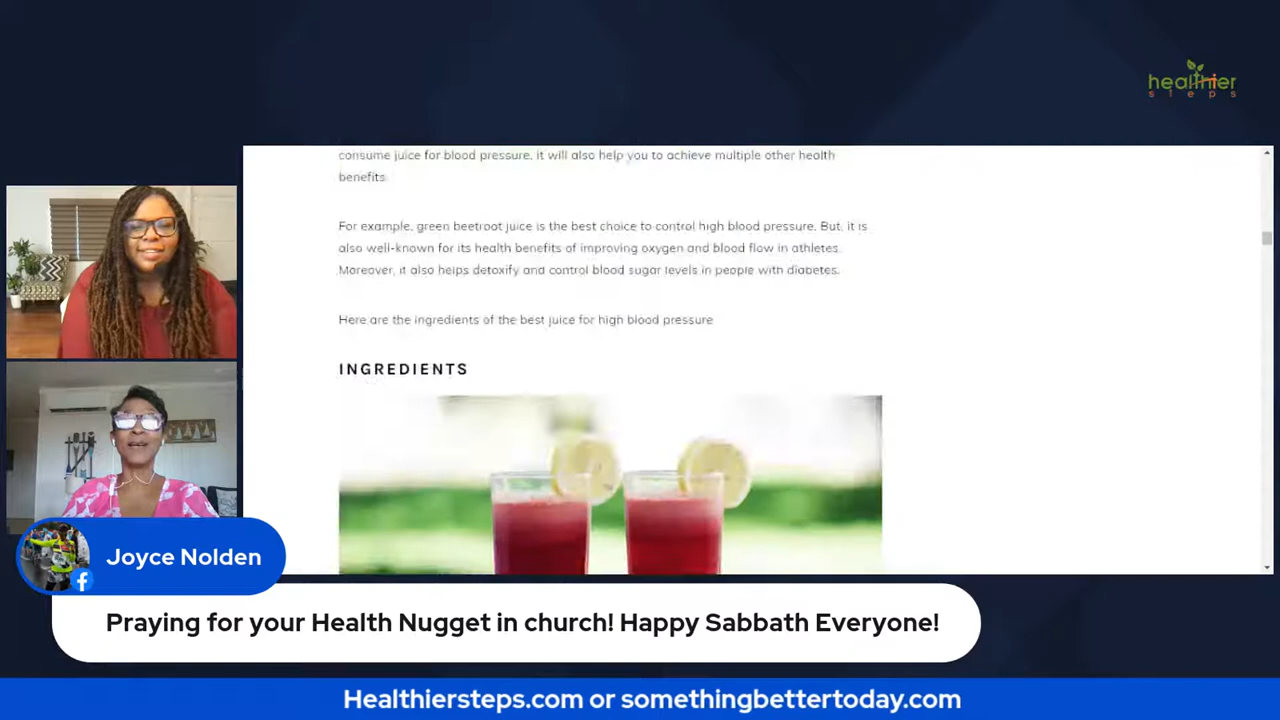 healthier
steps
consume juice for blood pressure, it will also help you to achieve multiple other health
benefits.
For example, green beetroot juice is the best choice to control high blood pressure. But, it is
also well-known for its health benefits of improving oxygen and blood flow in athletes.
Moreover, it also helps detoxify and control blood sugar levels in people with diabetes.
Here are the ingredients of the best juice for high blood pressure
INGREDIENTS
Joyce Nolden
Praying for your Health Nugget in church! Happy Sabbath Everyone!
Healthiersteps.com or somethingbettertoday.com